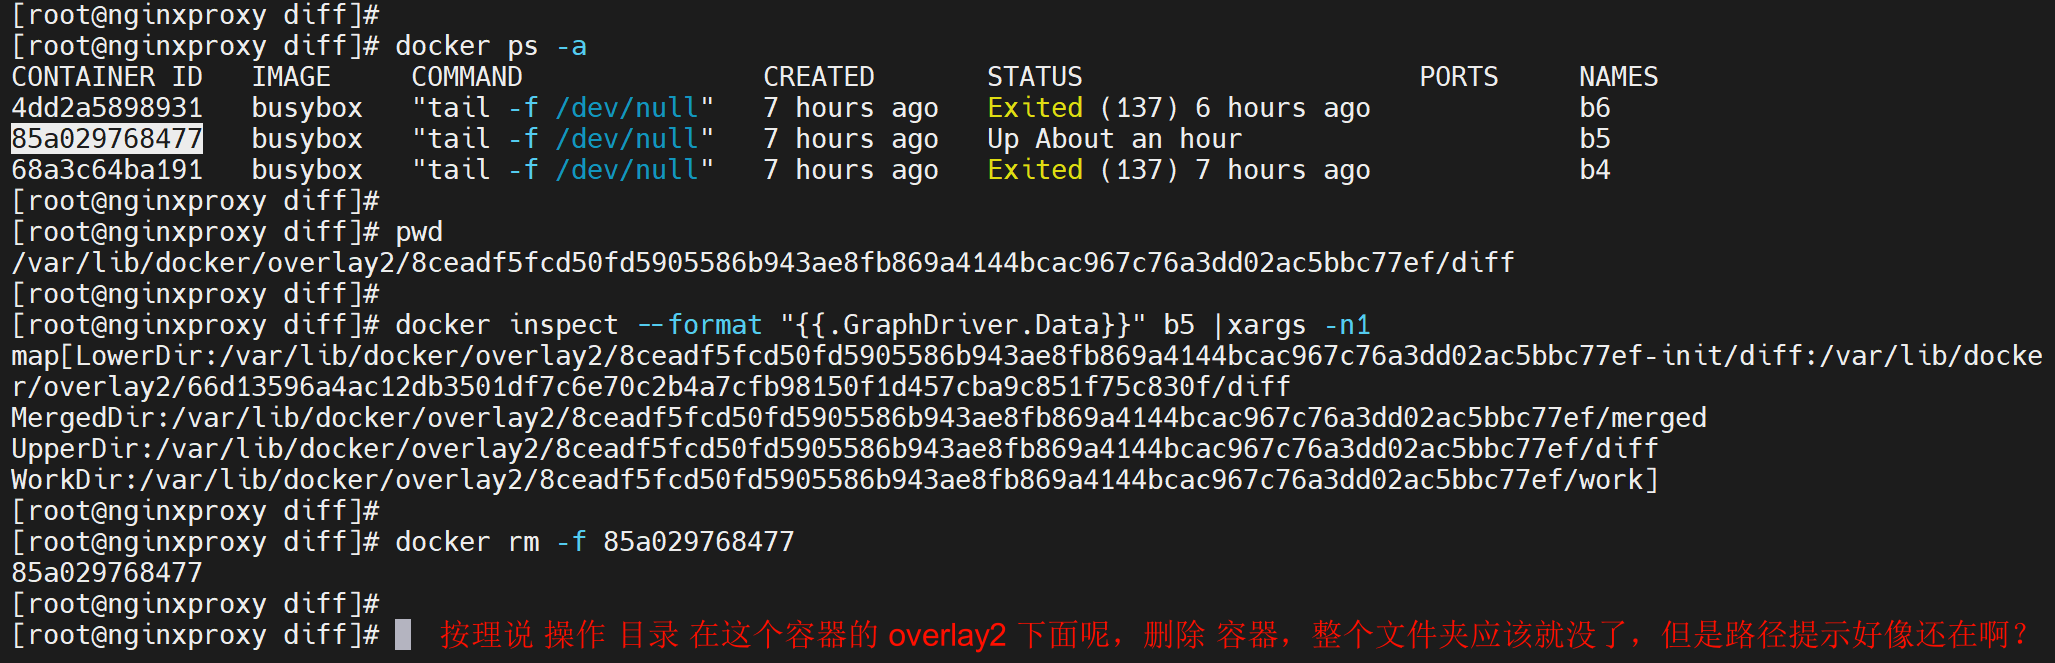 [root@nginxproxy diff]#
[root@nginxproxy diff]# docker ps -a
CONTAINER ID   IMAGE     COMMAND               CREATED       STATUS                     PORTS     NAMES
4dd2a5898931   busybox   "tail -f /dev/null"   7 hours ago   Exited (137) 6 hours ago             b6
85a029768477   busybox   "tail -f /dev/null"   7 hours ago   Up About an hour                     b5
68a3c64ba191   busybox   "tail -f /dev/null"   7 hours ago   Exited (137) 7 hours ago             b4
[root@nginxproxy diff]#
[root@nginxproxy diff]# pwd
/var/lib/docker/overlay2/8ceadf5fcd50fd5905586b943ae8fb869a4144bcac967c76a3dd02ac5bbc77ef/diff
[root@nginxproxy diff]#
[root@nginxproxy diff]# docker inspect --format "{{.GraphDriver.Data}}" b5 |xargs -n1
map[LowerDir:/var/lib/docker/overlay2/8ceadf5fcd50fd5905586b943ae8fb869a4144bcac967c76a3dd02ac5bbc77ef-init/diff:/var/lib/docke
r/overlay2/66d13596a4ac12db3501df7c6e70c2b4a7cfb98150f1d457cba9c851f75c830f/diff
MergedDir:/var/lib/docker/overlay2/8ceadf5fcd50fd5905586b943ae8fb869a4144bcac967c76a3dd02ac5bbc77ef/merged
UpperDir:/var/lib/docker/overlay2/8ceadf5fcd50fd5905586b943ae8fb869a4144bcac967c76a3dd02ac5bbc77ef/diff
WorkDir:/var/lib/docker/overlay2/8ceadf5fcd50fd5905586b943ae8fb869a4144bcac967c76a3dd02ac5bbc77ef/work]
[root@nginxproxy diff]#
[root@nginxproxy diff]# docker rm -f 85a029768477
85a029768477
[root@nginxproxy diff]#
[root@nginxproxy diff]# 按理说 操作 目录 在这个容器的 overlay2 下面呢，删除 容器，整个文件夹应该就没了，但是路径提示好像还在啊？